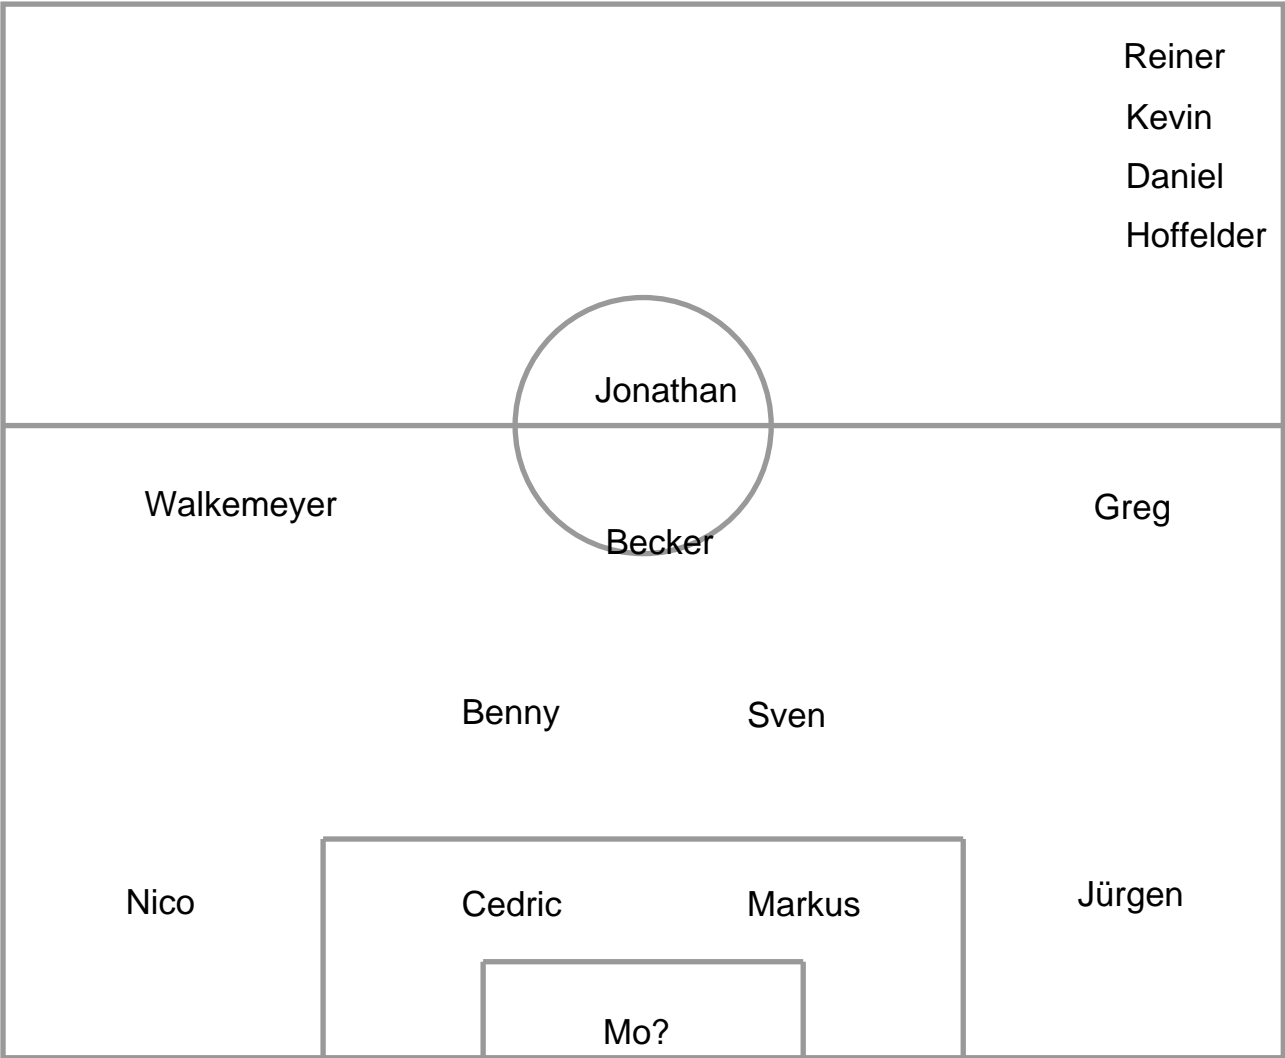 Reiner
Kevin
Daniel
Hoffelder
Jonathan
Walkemeyer
Greg
Becker
Benny
Sven
Nico
Cedric
Markus
Jürgen
Mo?